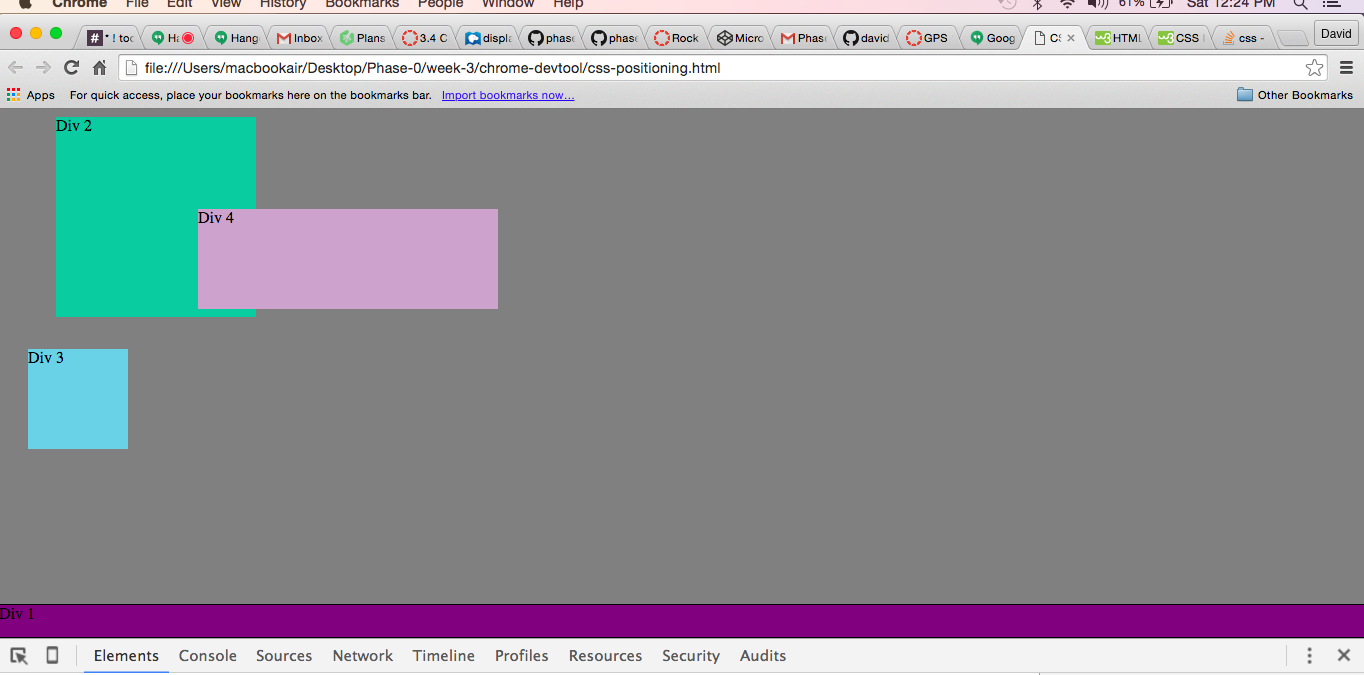 Chrome File Edit View History Bookmarks People Window Help 61% Sat 12:24 PM
# * ! too Ha Hang Inbox Plans 3.4 C displa phase phase Rock Micro Phase david GPS Goog CS HTML CSS css - David
file:///Users/macbookair/Desktop/Phase-0/week-3/chrome-devtool/css-positioning.html
Apps For quick access, place your bookmarks here on the bookmarks bar. Import bookmarks now... Other Bookmarks
Div 2
Div 4
Div 3
Div 1
Elements Console Sources Network Timeline Profiles Resources Security Audits